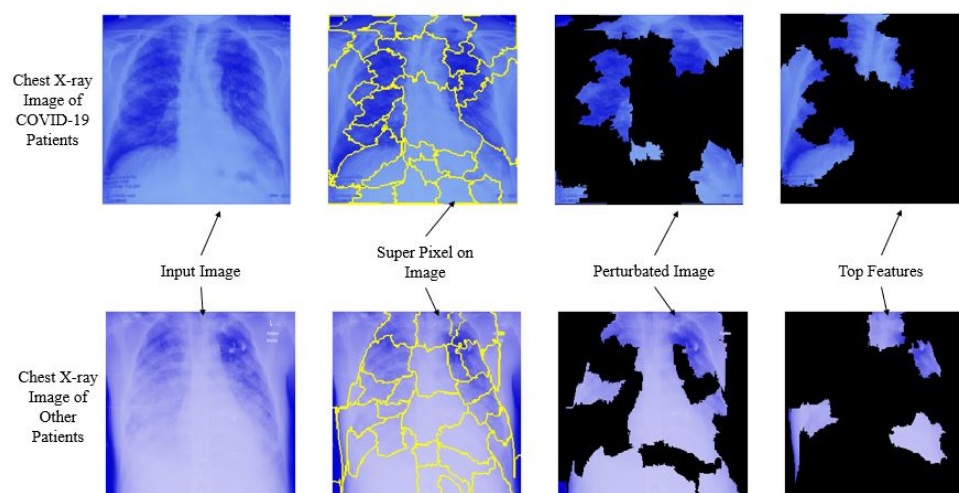 Chest X-ray
Image of
COVID-19
Patients
Input Image
Super Pixel on
Image
Perturbated Image
Top Features
Chest X-ray
Image of
Other
Patients